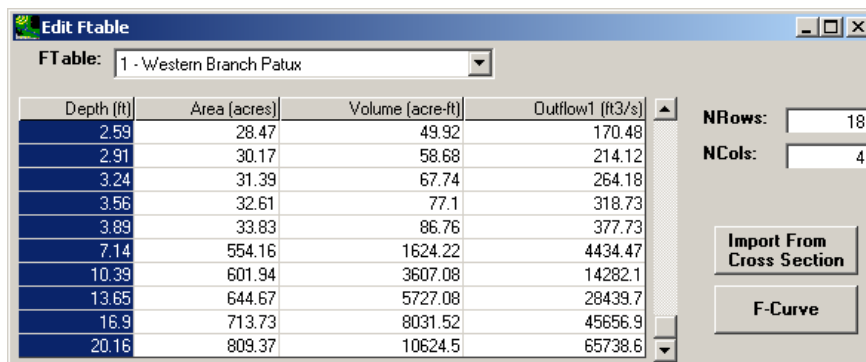 Edit Ftable
FTable: 1 - Western Branch Patux
Depth (ft) Area (acres) Volume (acre-ft) Outflow1 (ft3/s)
2.59 28.47 49.92 170.48
2.91 30.17 58.68 214.12
3.24 31.39 67.74 264.18
3.56 32.61 77.1 318.73
3.89 33.83 86.76 377.73
7.14 554.16 1624.22 4434.47
10.39 601.94 3607.08 14282.1
13.65 644.67 5727.08 28439.7
16.9 713.73 8031.52 45656.9
20.16 809.37 10624.5 65738.6
NRows: 18
NCols: 4
Import From
Cross Section
F-Curve